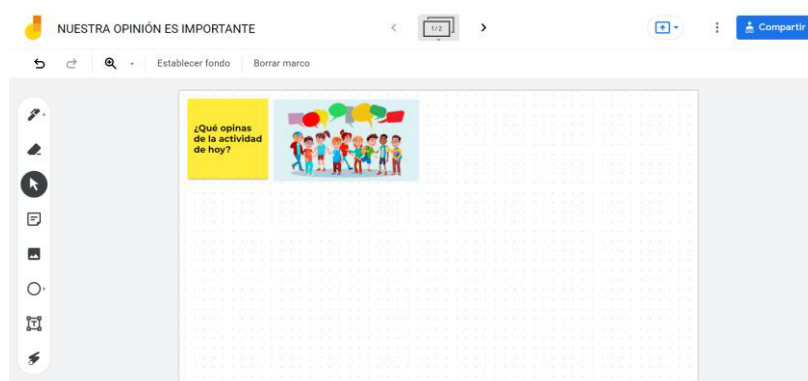 NUESTRA OPINIÓN ES IMPORTANTE
1/2
Compartir
Establecer fondo
Borrar marco
¿Qué opinas
de la actividad
de hoy?